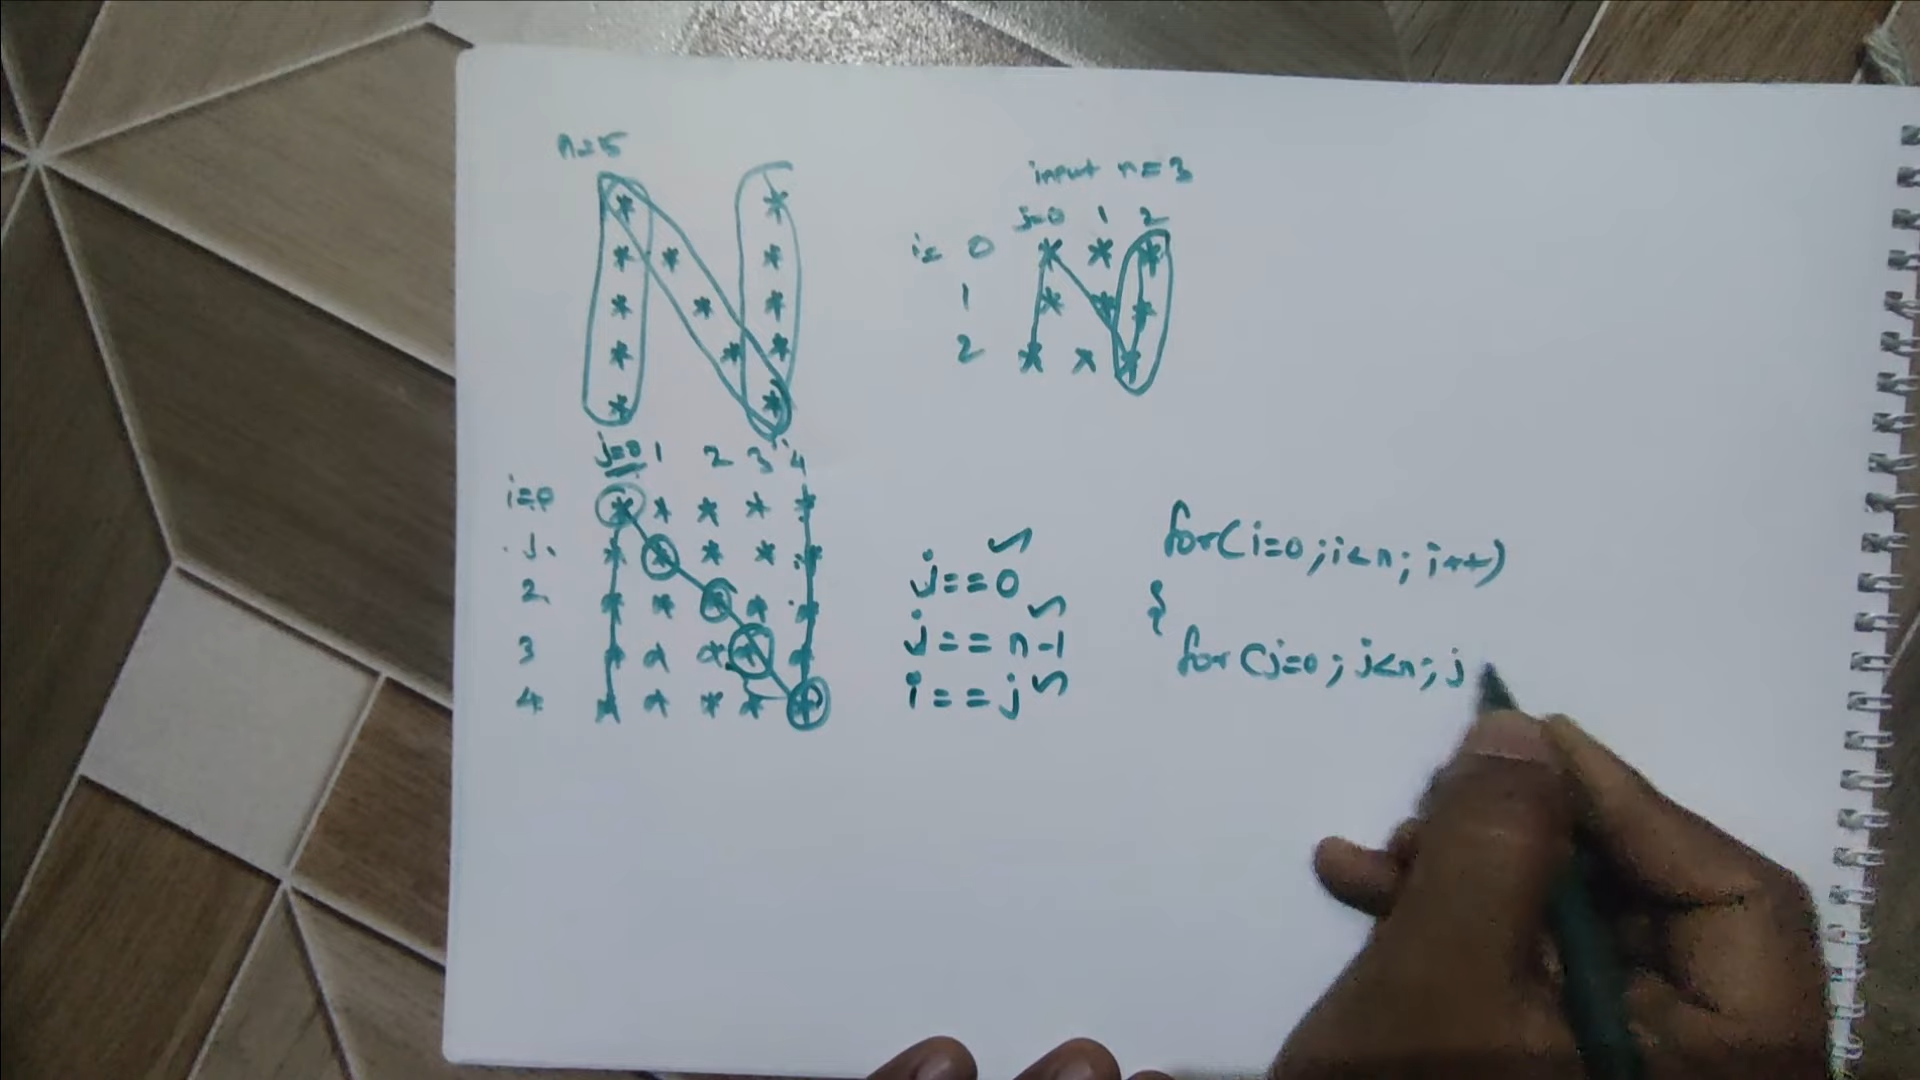 n=5
*         *
* *       *
*   *     *
*     *   *
*         *
j=0 1 2 3 4
i=0 * * * * *
1 * * * * *
2 * * * * *
3 * * * * *
4 * * * * *
input n=3
j=0 1 2
i= 0 * * *
1 * * *
2 * * *
j==0
j==n-1
i==j
for(i=0;i<n;i++)
{
for(j=0;j<n;j